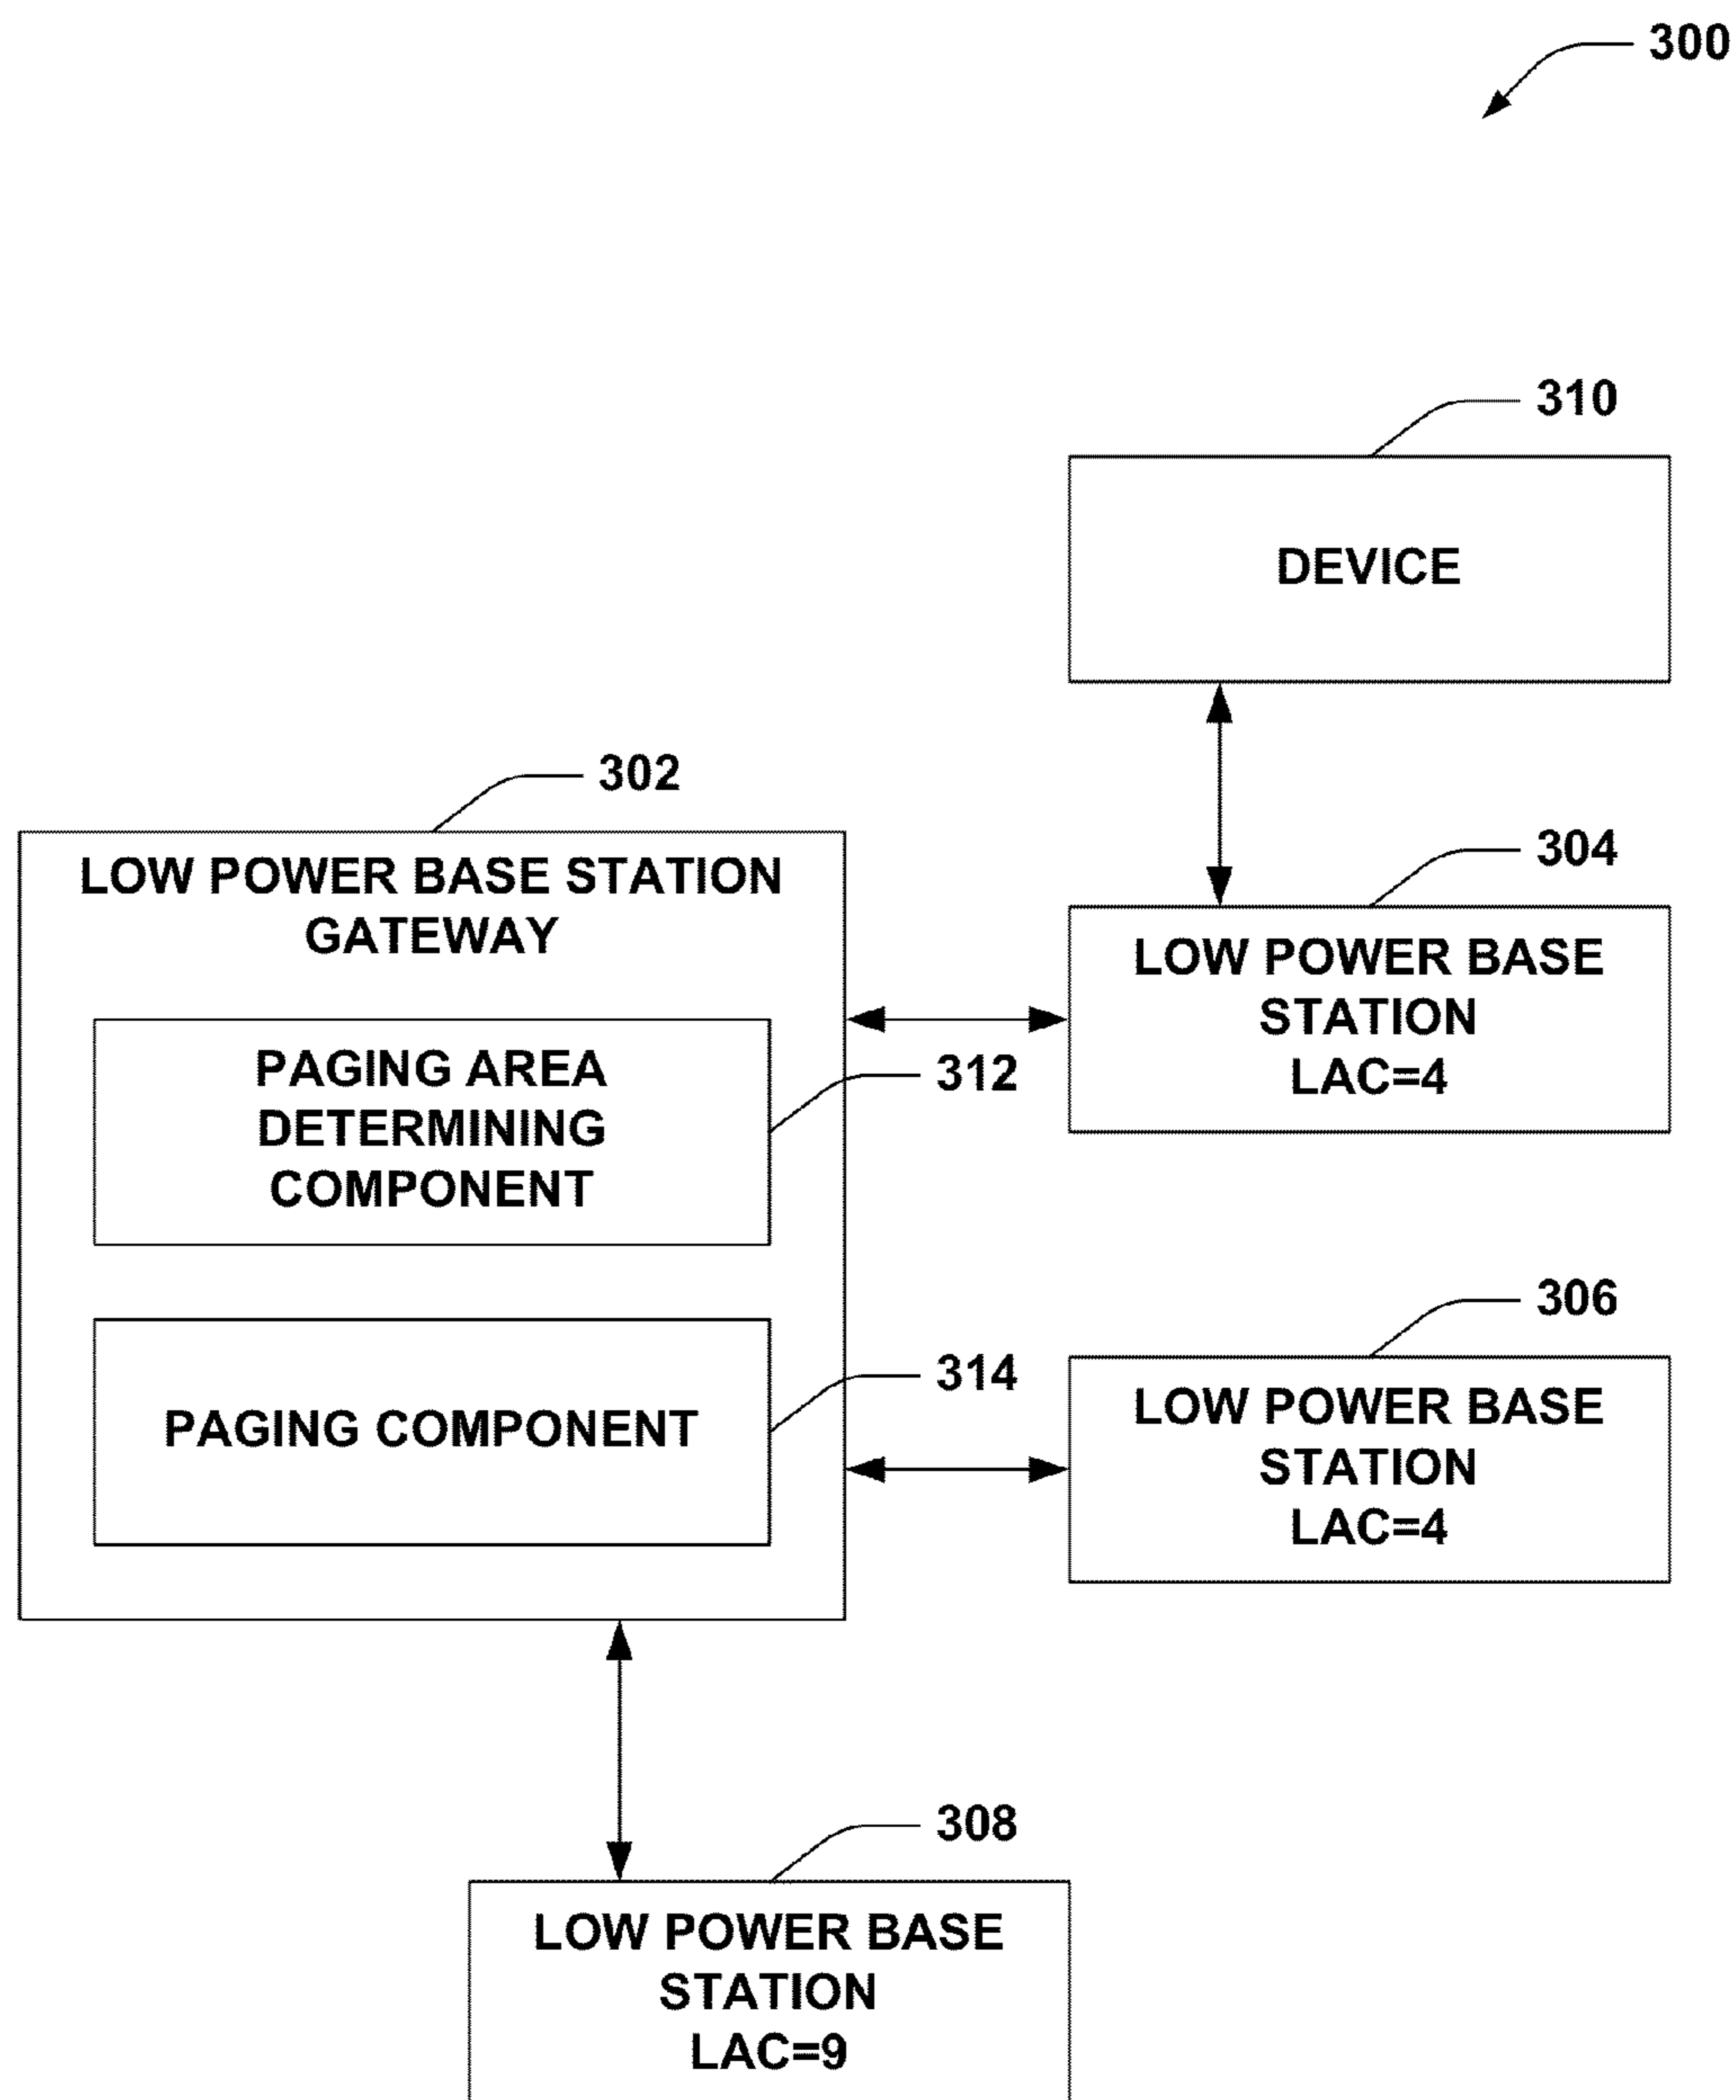 300
310
DEVICE
302
LOW POWER BASE STATION
GATEWAY
304
LOW POWER BASE
STATION
LAC=4
PAGING AREA
DETERMINING
COMPONENT
312
306
LOW POWER BASE
STATION
LAC=4
314
PAGING COMPONENT
308
LOW POWER BASE
STATION
LAC=9